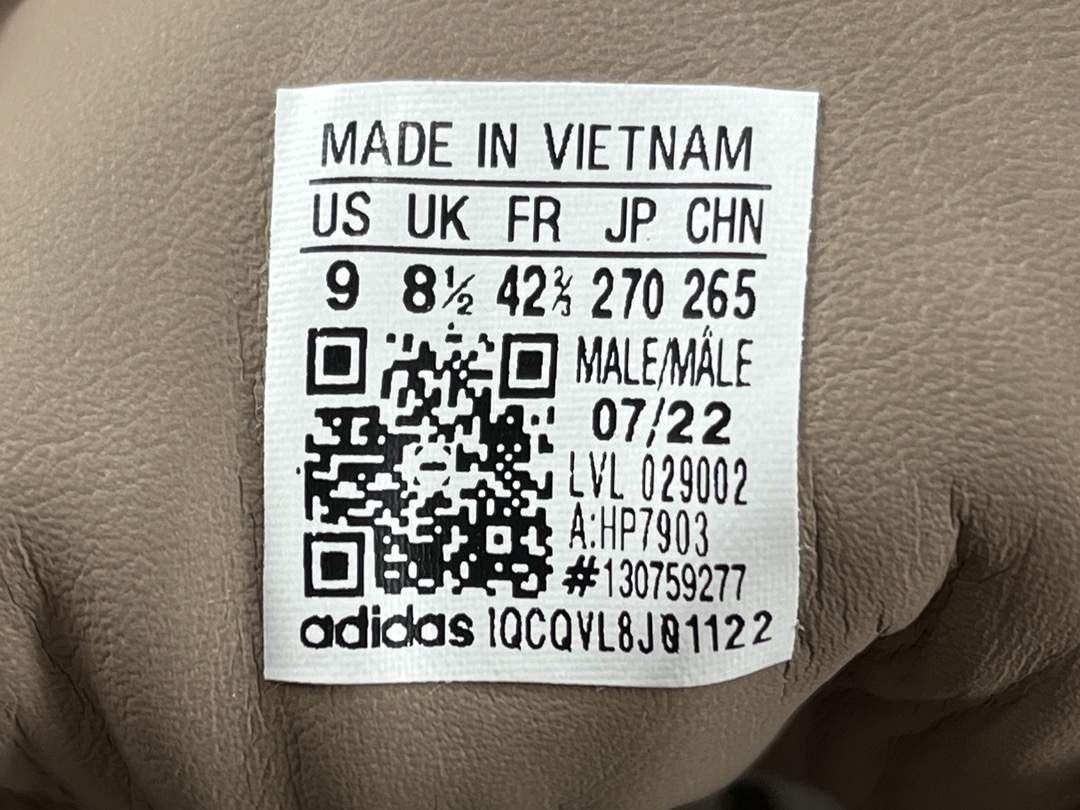 MADE IN VIETNAM
US UK FR JP CHN
9 8½ 42⅔ 270 265
MALE/MÂLE
07/22
LVL 029002
A:HP7903
#130759277
adidas 1QCQVL8J01122